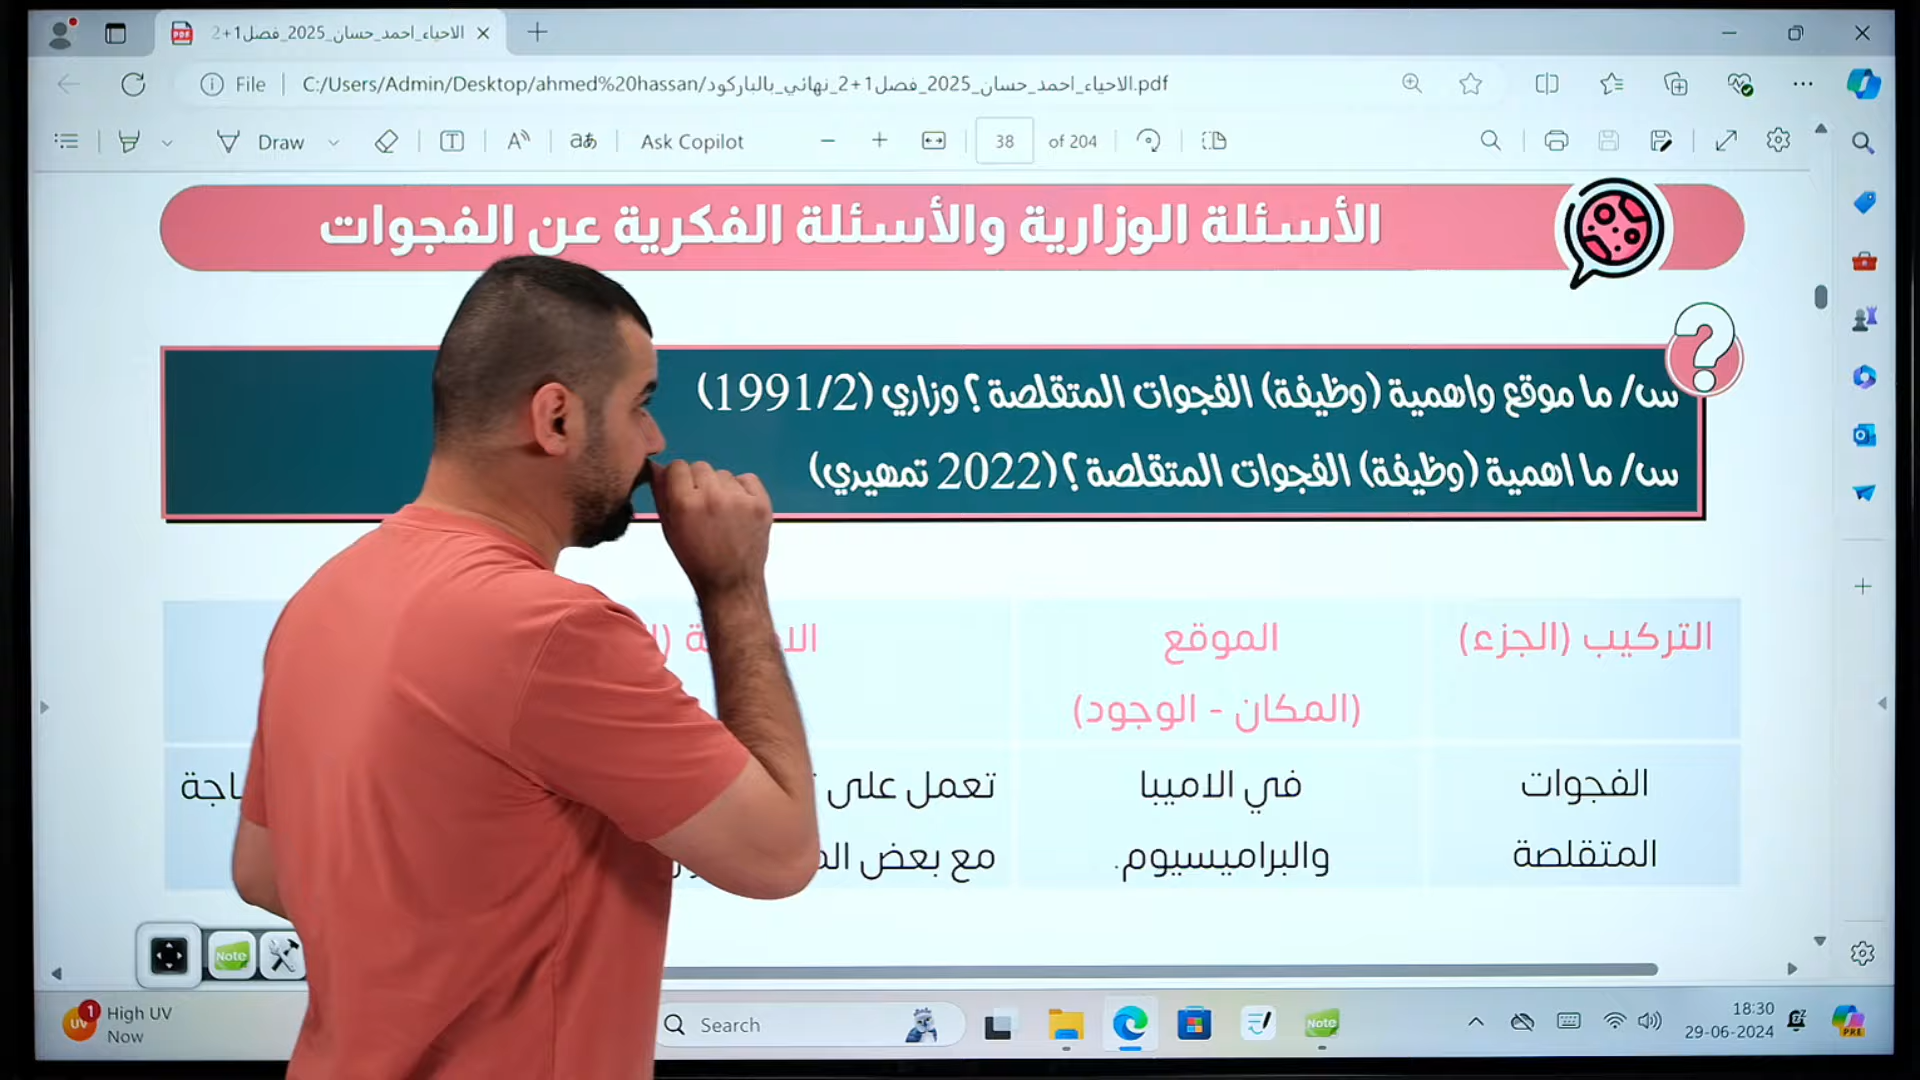 الاحياء_احمد_حسان_2025_فصل1+2
File
C:/Users/Admin/Desktop/ahmed%20hassan/الاحياء_احمد_حسان_2025_فصل1+2_نهائي_بالباركود.pdf
Draw
Ask Copilot
38 of 204
الأسئلة الوزارية والأسئلة الفكرية عن الفجوات
س/ ما موقع واهمية (وظيفة) الفجوات المتقلصة ؟ وزاري (1991/2)
س/ ما اهمية (وظيفة) الفجوات المتقلصة ؟ (2022 تمهيدي)
التركيب (الجزء)
الموقع
(المكان - الوجود)
الفجوات
المتقلصة
في الاميبا
والبراميسيوم.
تعمل على
مع بعض
High UV
Now
Note
Search
Note
18:30
29-06-2024